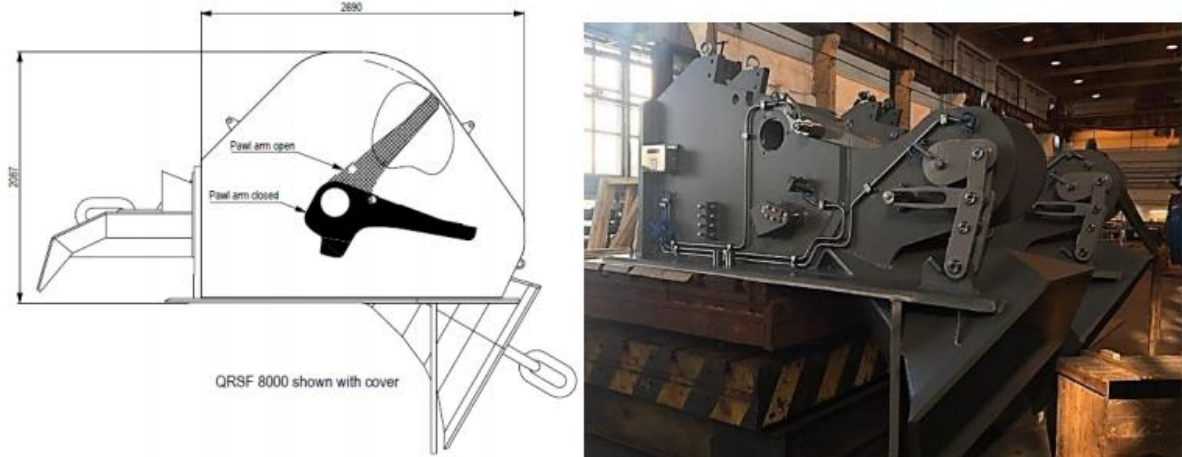 2690
2087
Pawl arm open
Pawl arm closed
QRSF 8000 shown with cover